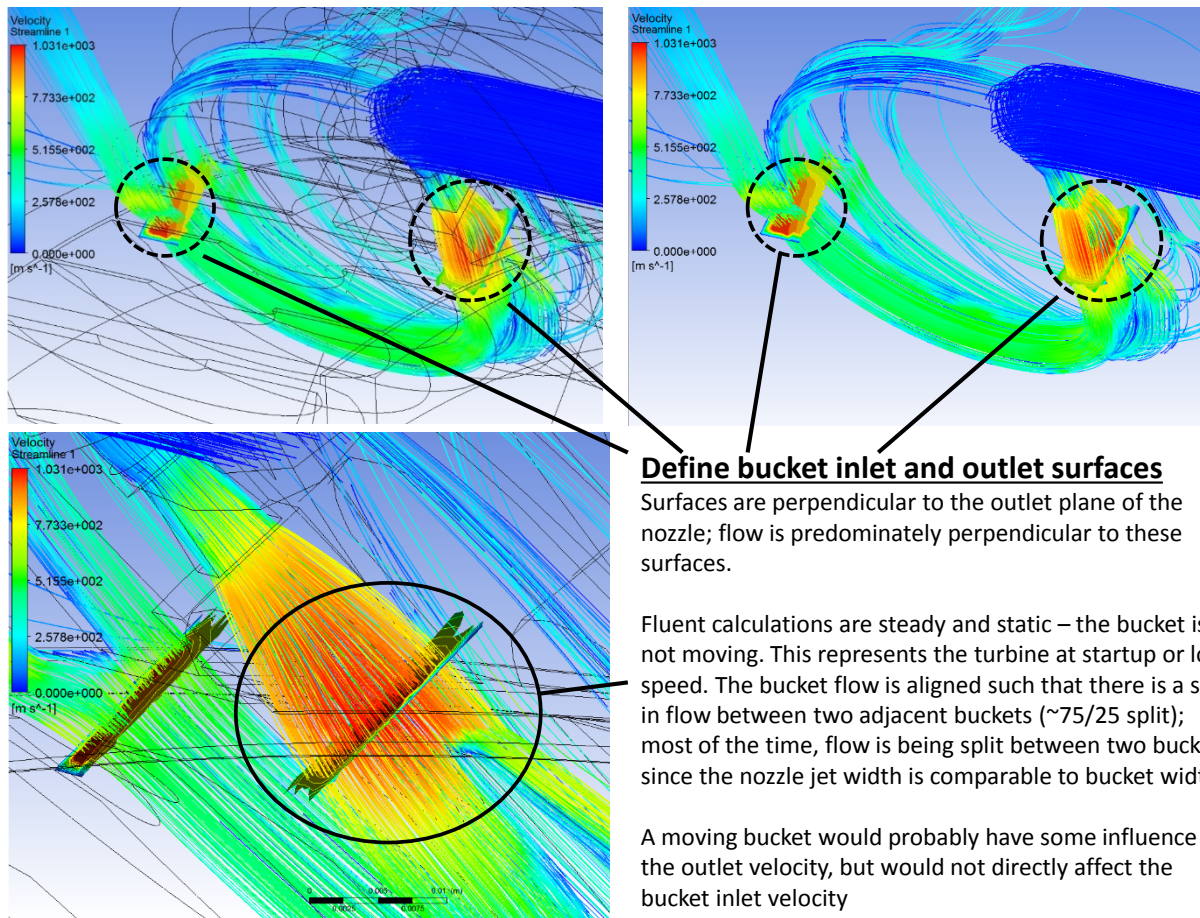 Velocity
Streamline 1
1.031e+003
7.733e+002
5.155e+002
2.578e+002
0.000e+000
[m s^-1]
Velocity
Streamline 1
1.031e+003
7.733e+002
5.155e+002
2.578e+002
0.000e+000
[m s^-1]
Velocity
Streamline 1
1.031e+003
7.733e+002
5.155e+002
2.578e+002
0.000e+000
[m s^-1]
0 0.005 0.01 (m)
0.0025 0.0075
Define bucket inlet and outlet surfaces
Surfaces are perpendicular to the outlet plane of the
nozzle; flow is predominately perpendicular to these
surfaces.
Fluent calculations are steady and static – the bucket is
not moving. This represents the turbine at startup or
speed. The bucket flow is aligned such that there is a
in flow between two adjacent buckets (~75/25 split);
most of the time, flow is being split between two
since the nozzle jet width is comparable to bucket
A moving bucket would probably have some influence
the outlet velocity, but would not directly affect the
bucket inlet velocity